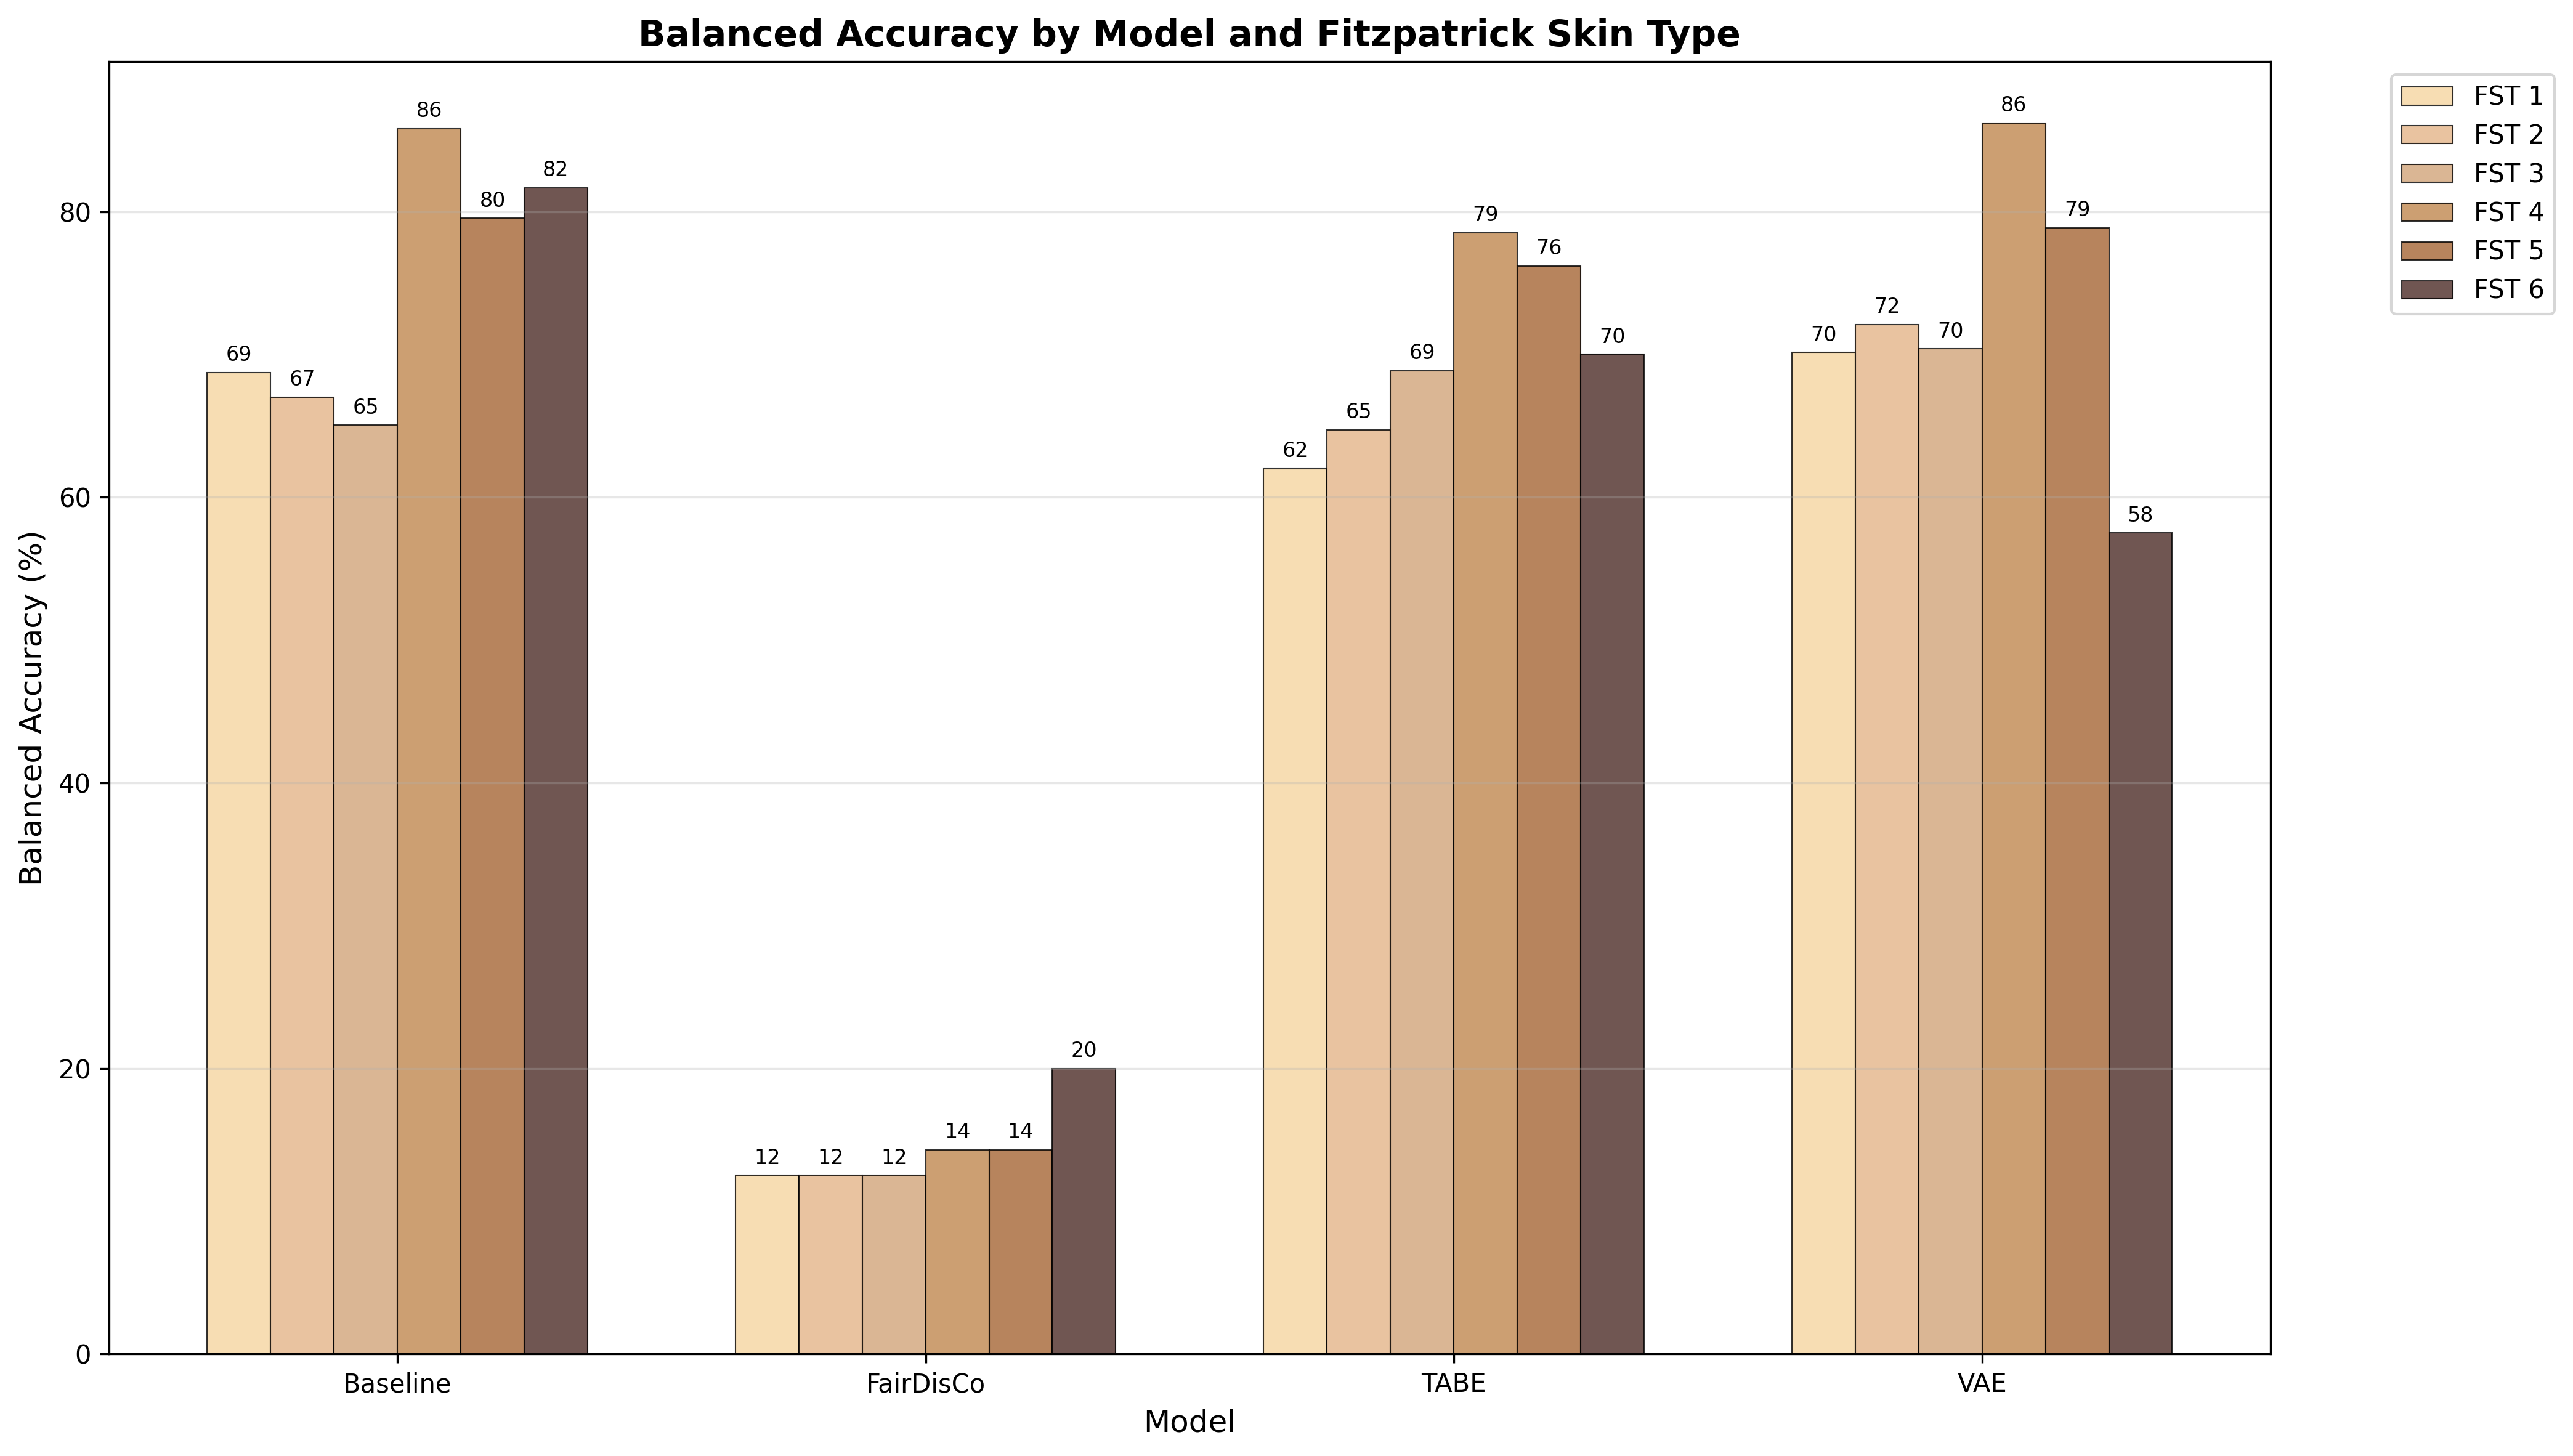 Balanced Accuracy by Model and Fitzpatrick Skin Type
FST 1
FST 2
FST 3
FST 4
FST 5
FST 6
Balanced Accuracy (%)
80
60
40
20
0
69
67
65
86
80
82
12
12
12
14
14
20
62
65
69
79
76
70
70
72
70
86
79
58
Baseline
FairDisCo
TABE
VAE
Model